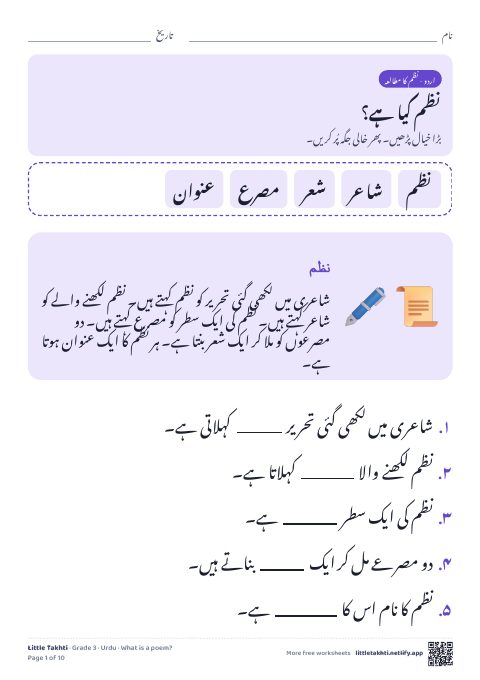 نام تاریخ
اردو · نظم کا مطالعہ
نظم کیا ہے؟
بڑا خیال پڑھیں۔ پھر خالی جگہ پُر کریں۔
نظم شاعر شعر مصرع عنوان
نظم
شاعری میں لکھی گئی تحریر کو نظم کہتے ہیں۔ نظم لکھنے والے کو
شاعر کہتے ہیں۔ نظم کی ایک سطر کو مصرع کہتے ہیں۔ دو
مصرعوں کو ملا کر ایک شعر بنتا ہے۔ ہر نظم کا ایک عنوان ہوتا
ہے۔
۱. شاعری میں لکھی گئی تحریر _____ کہلاتی ہے۔
۲. نظم لکھنے والا _____ کہلاتا ہے۔
۳. نظم کی ایک سطر _____ ہے۔
۴. دو مصرعے مل کر ایک _____ بناتے ہیں۔
۵. نظم کا نام اس کا _____ ہے۔
Little Takhti · Grade 3 · Urdu · What is a poem?
Page 1 of 10
More free worksheets littletakhti.netlify.app